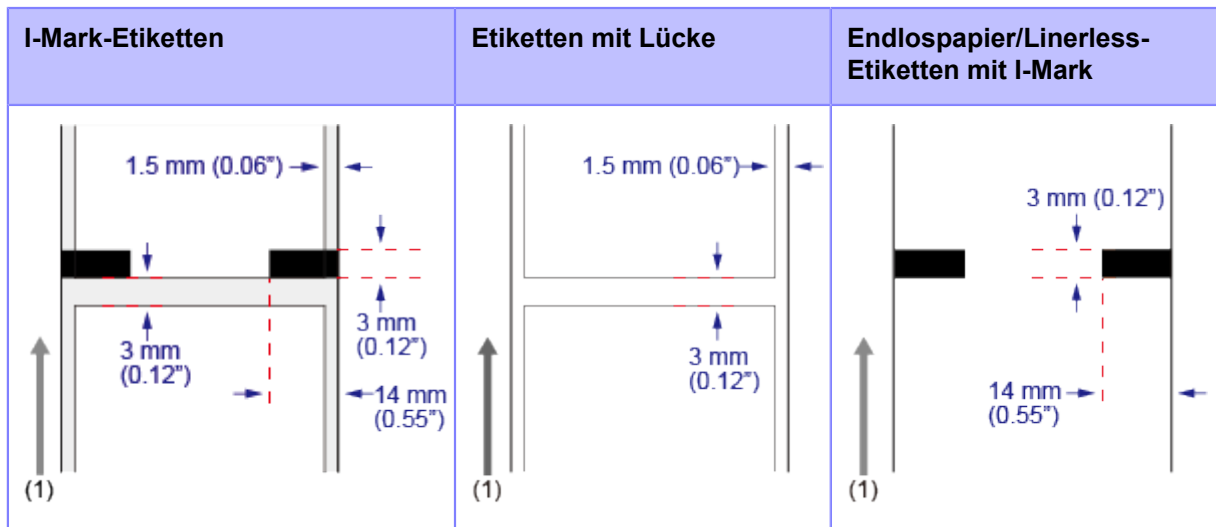 I-Mark-Etiketten
Etiketten mit Lücke
Endlospapier/Linerless-
Etiketten mit I-Mark
1.5 mm (0.06”)
3 mm
(0.12”)
3 mm
(0.12”)
14 mm
(0.55”)
(1)
1.5 mm (0.06”)
3 mm
(0.12”)
(1)
3 mm (0.12”)
14 mm
(0.55”)
(1)